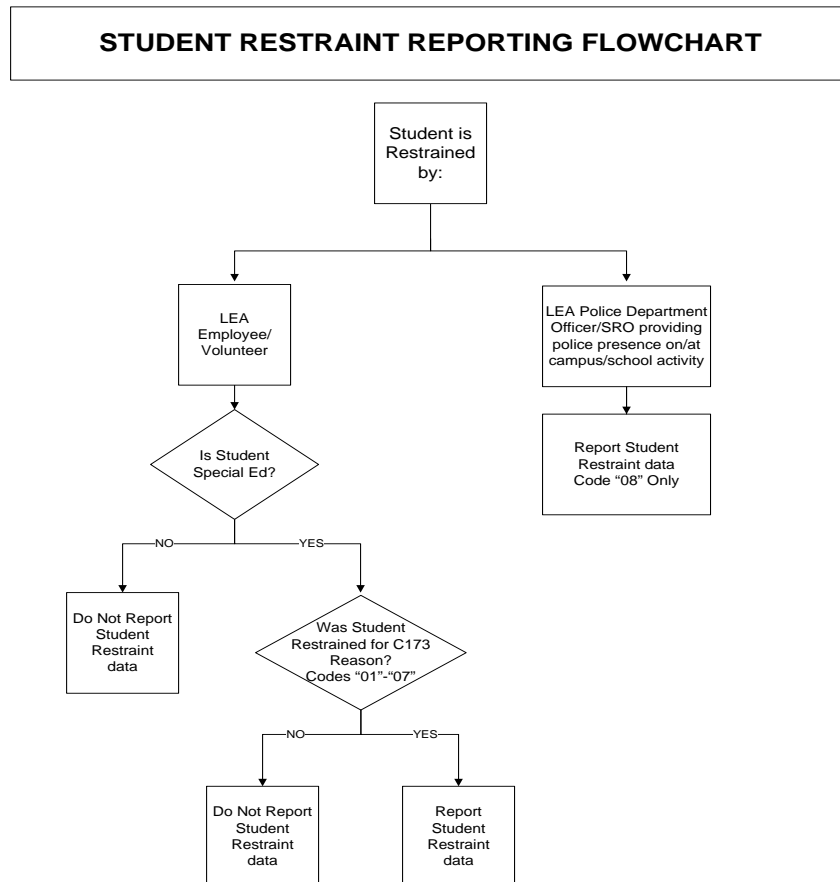 STUDENT RESTRAINT REPORTING FLOWCHART
Student is
Restrained
by:
LEA
Employee/
Volunteer
LEA Police Department
Officer/SRO providing
police presence on/at
campus/school activity
Is Student
Special Ed?
Report Student
Restraint data
Code “08” Only
NO
YES
Do Not Report
Student
Restraint
data
Was Student
Restrained for C173
Reason?
Codes “01”-“07”
NO
YES
Do Not Report
Student
Restraint
data
Report
Student
Restraint
data